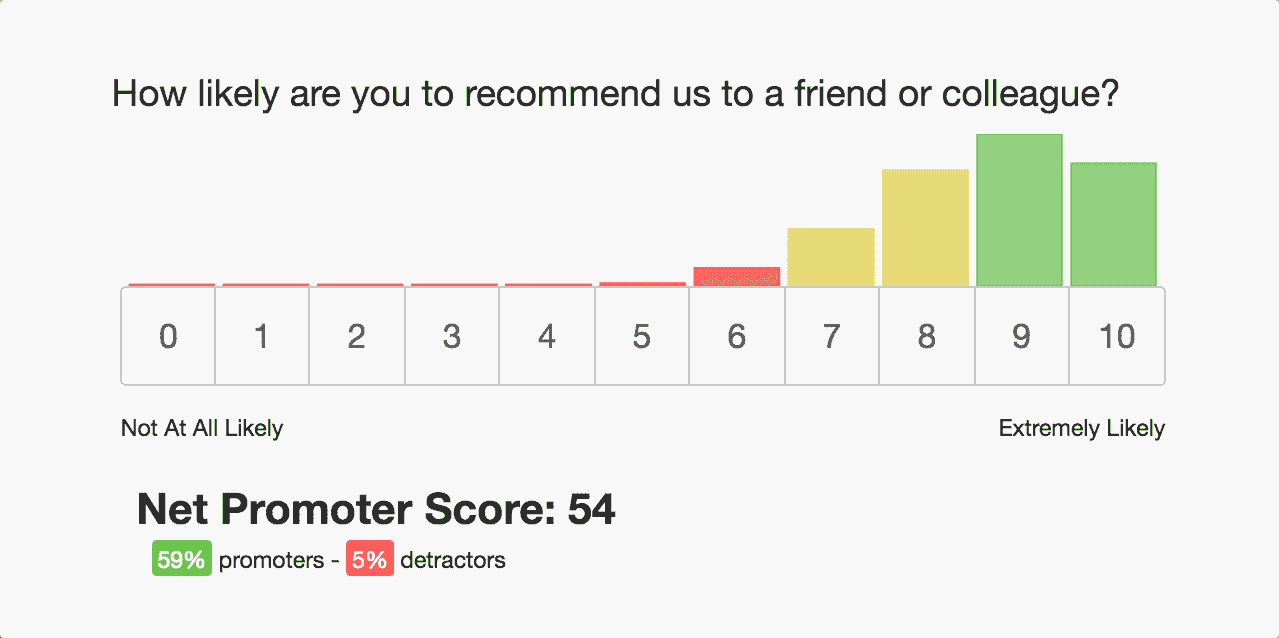 How likely are you to recommend us to a friend or colleague?
0 1 2 3 4 5 6 7 8 9 10
Not At All Likely Extremely Likely
Net Promoter Score: 54
59% promoters - 5% detractors